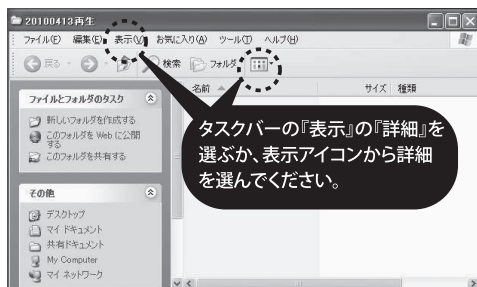 20100413再生
ファイル(F) 編集(E) 表示(V) お気に入り(A) ツール(T) ヘルプ(H)
戻る 検索 フォルダ
名前 サイズ 種類
ファイルとフォルダのタスク
新しいフォルダを作成する
このフォルダを Web に公開
する
このフォルダを共有する
タスクバーの『表示』の『詳細』を
選ぶか、表示アイコンから詳細
を選んでください。
その他
デスクトップ
マイ ドキュメント
共有ドキュメント
My Computer
マイ ネットワーク